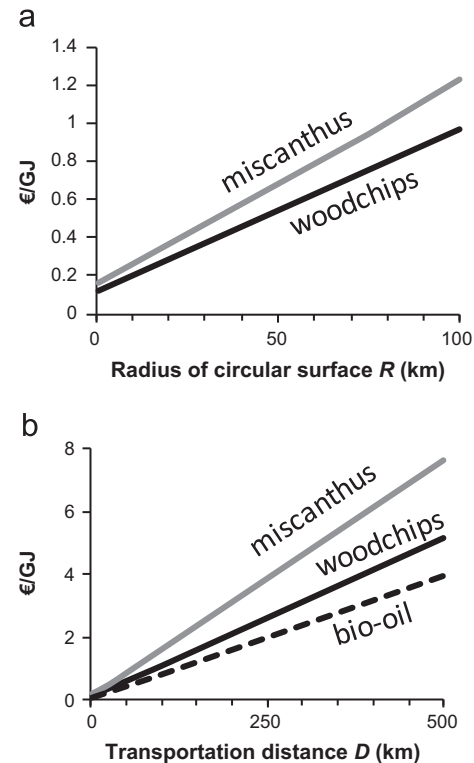 a
1.4
1.2
1
0.8
0.6
0.4
0.2
0
€/GJ
miscanthus
woodchips
0 50 100
Radius of circular surface R (km)
b
8
6
4
2
0
€/GJ
miscanthus
woodchips
bio-oil
0 250 500
Transportation distance D (km)